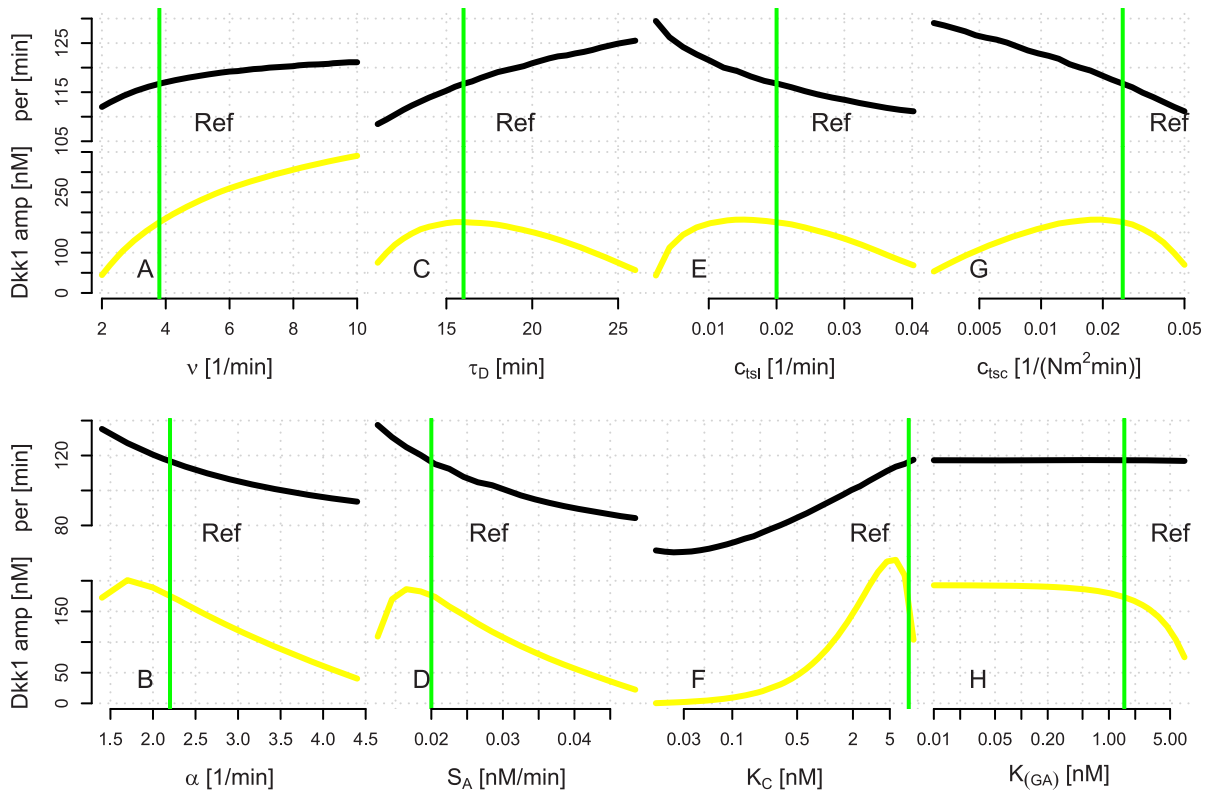 per [min]
105 115 125
Dkk1 amp [nM]
0 100 250
Ref Ref Ref Ref
A C E G
2 4 6 8 10
15 20 25
0.01 0.02 0.03 0.04
0.005 0.01 0.02 0.05
ν [1/min]
τD [min]
ctsl [1/min]
ctsc [1/(Nm²min)]
per [min]
80 120
Dkk1 amp [nM]
0 50 150
Ref Ref Ref Ref
B D F H
1.5 2.0 2.5 3.0 3.5 4.0 4.5
0.02 0.03 0.04
0.03 0.1 0.5 2 5
0.01 0.05 0.20 1.00 5.00
α [1/min]
SA [nM/min]
KC [nM]
K(GA) [nM]